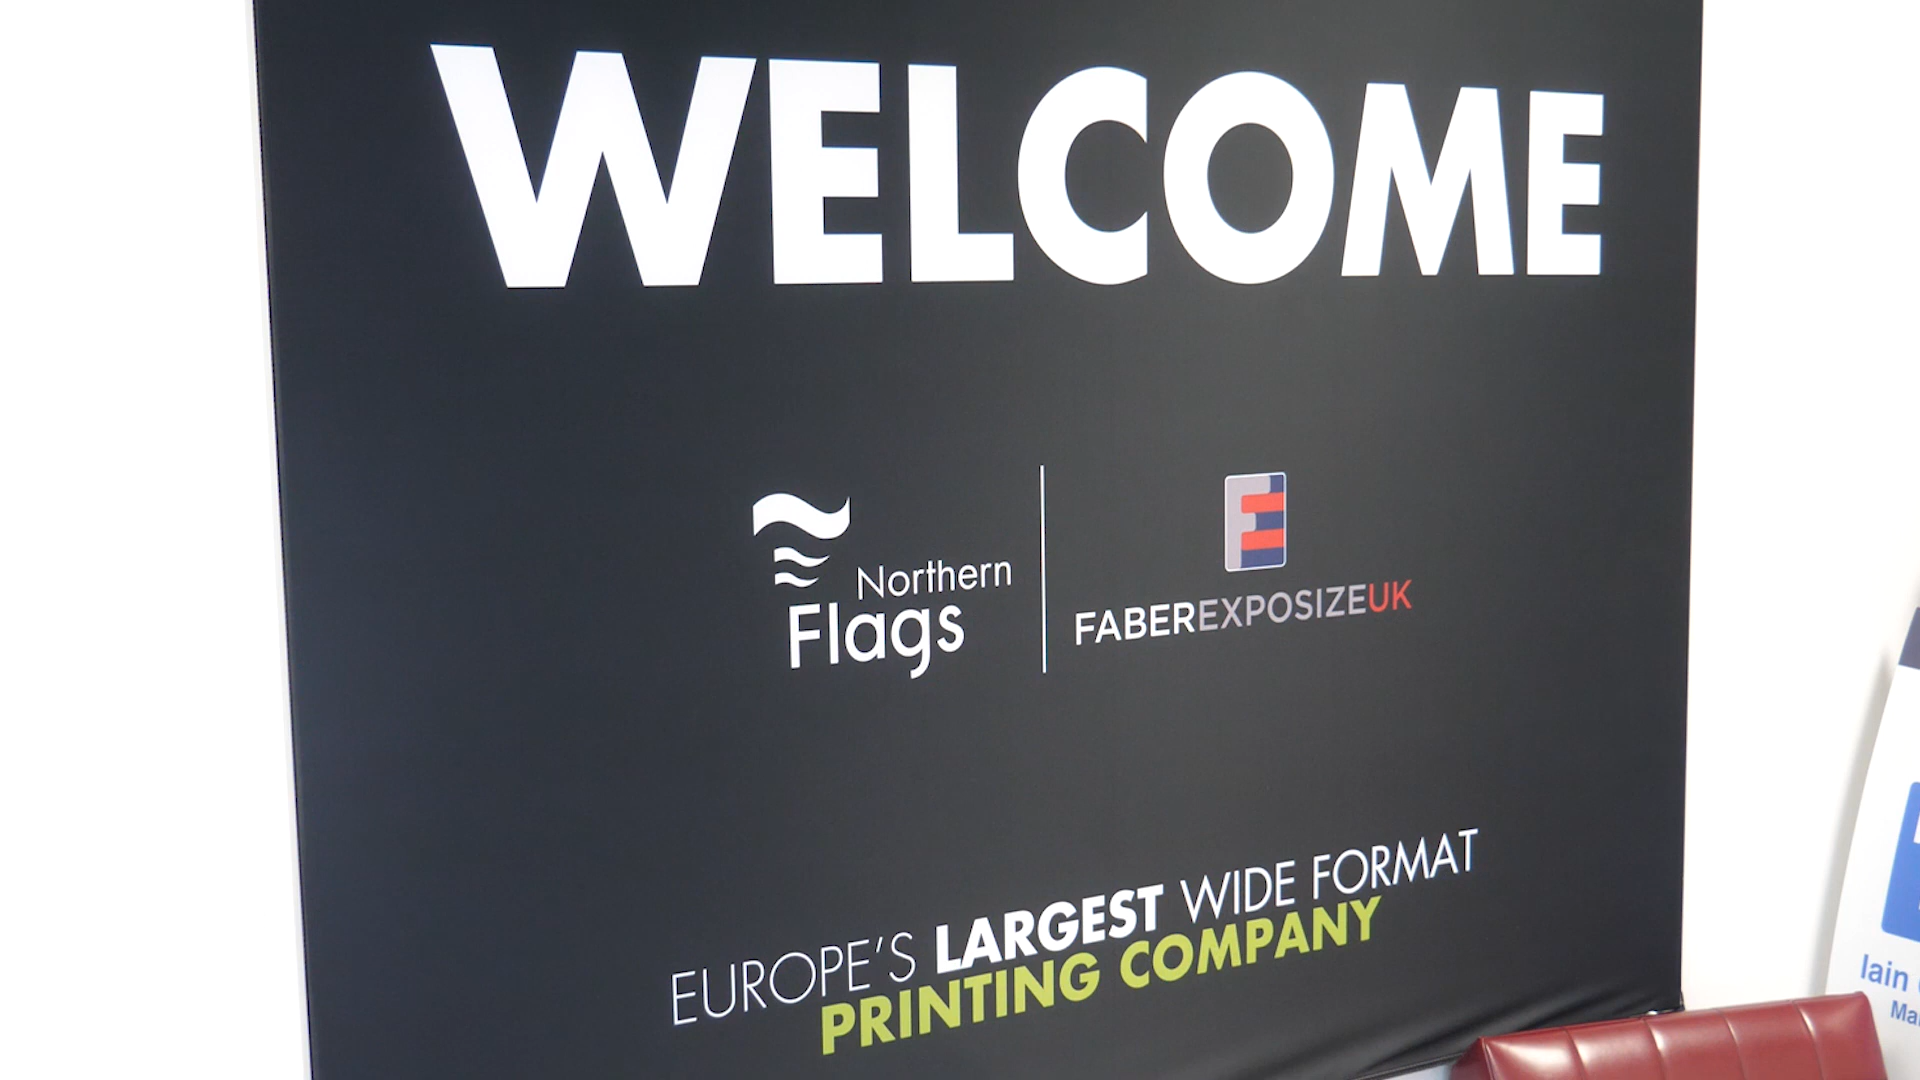 WELCOME
Northern
Flags
FABEREXPOSIZEUK
EUROPE'S LARGEST WIDE FORMAT
PRINTING COMPANY
Iain